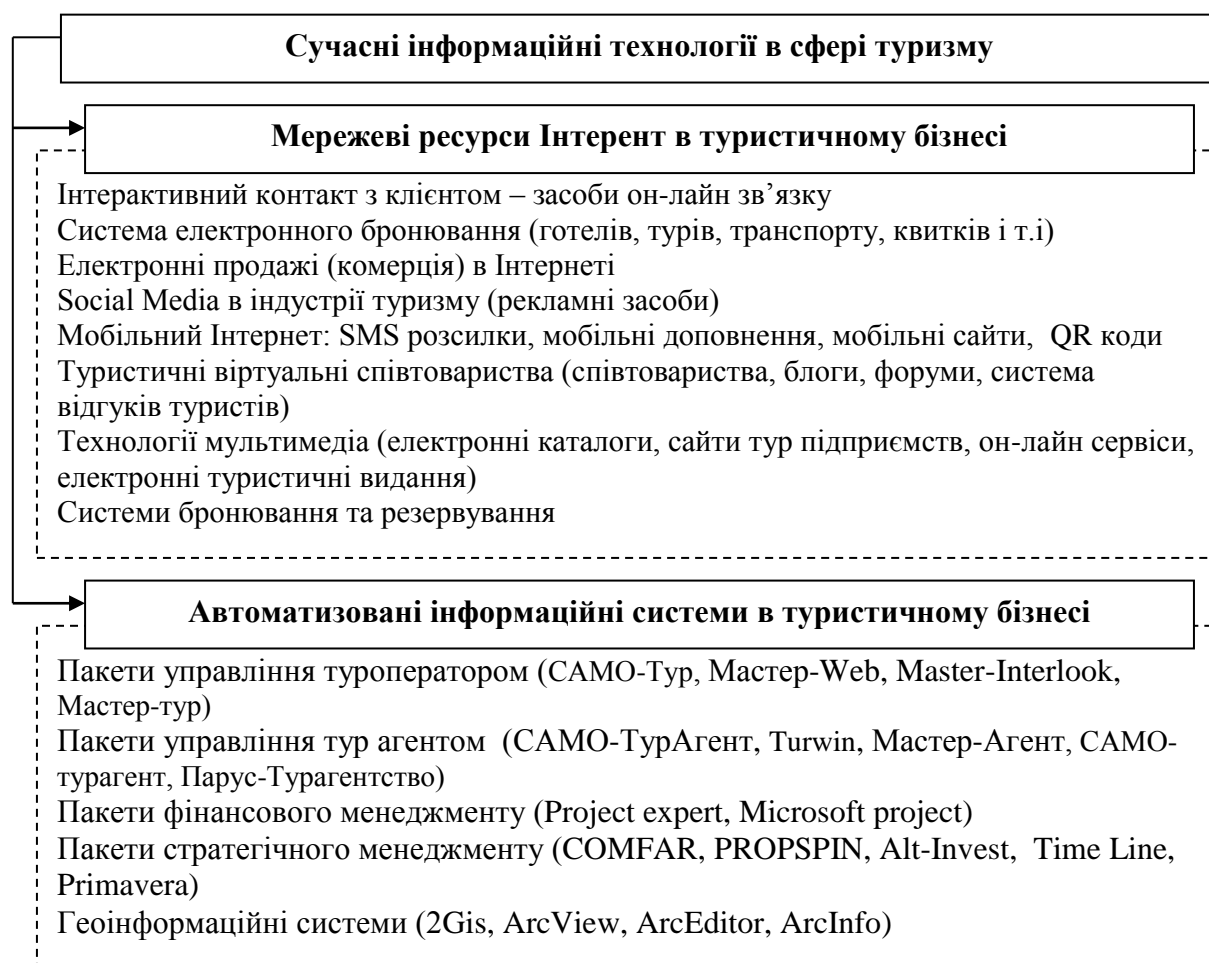 Сучасні інформаційні технології в сфері туризму
Мережеві ресурси Інтерент в туристичному бізнесі
Інтерактивний контакт з клієнтом – засоби он-лайн зв’язку
Система електронного бронювання (готелів, турів, транспорту, квитків і т.і)
Електронні продажі (комерція) в Інтернеті
Social Media в індустрії туризму (рекламні засоби)
Мобільний Інтернет: SMS розсилки, мобільні доповнення, мобільні сайти, QR коди
Туристичні віртуальні співтовариства (співтовариства, блоги, форуми, система
відгуків туристів)
Технології мультимедіа (електронні каталоги, сайти тур підприємств, он-лайн сервіси,
електронні туристичні видання)
Системи бронювання та резервування
Автоматизовані інформаційні системи в туристичному бізнесі
Пакети управління туроператором (САМО-Тур, Мастер-Web, Master-Interlook,
Мастер-тур)
Пакети управління тур агентом (САМО-ТурАгент, Turwin, Мастер-Агент, САМО-
турагент, Парус-Турагентство)
Пакети фінансового менеджменту (Project expert, Microsoft project)
Пакети стратегічного менеджменту (COMFAR, PROPSPIN, Alt-Invest, Time Line,
Primavera)
Геоінформаційні системи (2Gis, ArcView, ArcEditor, ArcInfo)